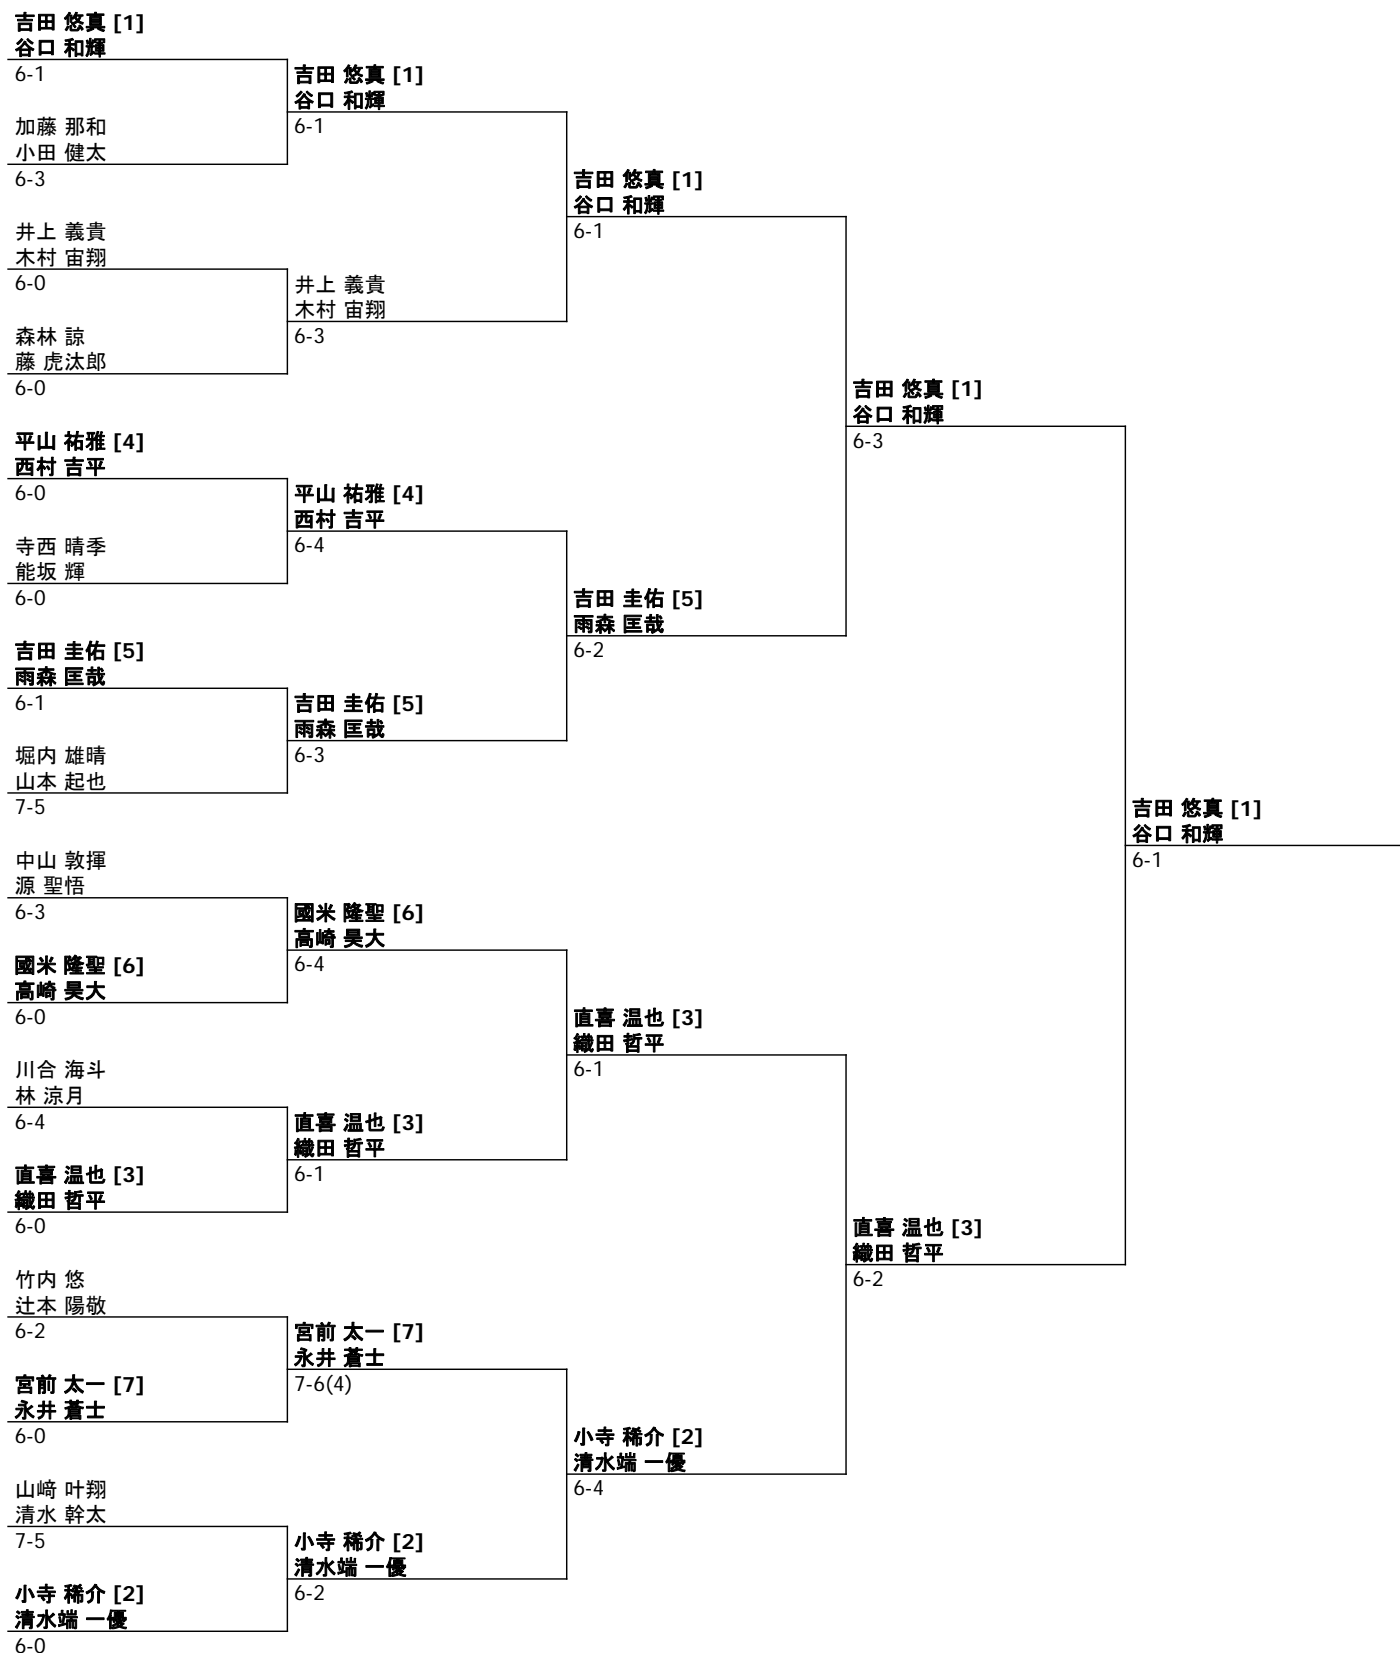 吉田 悠真 [1]
谷口 和輝
6-1
加藤 那和
小田 健太
6-3
井上 義貴
木村 宙翔
6-0
森林 諒
藤 虎汰郎
6-0
平山 祐雅 [4]
西村 吉平
6-0
寺西 晴季
能坂 輝
6-0
吉田 圭佑 [5]
雨森 匡哉
6-1
堀内 雄晴
山本 起也
7-5
中山 敦揮
源 聖悟
6-3
國米 隆聖 [6]
高崎 昊大
6-0
川合 海斗
林 涼月
6-4
直喜 温也 [3]
織田 哲平
6-0
竹内 悠
辻本 陽敬
6-2
宮前 太一 [7]
永井 蒼士
6-0
山﨑 叶翔
清水 幹太
7-5
小寺 稀介 [2]
清水端 一優
6-0
吉田 悠真 [1]
谷口 和輝
6-1
井上 義貴
木村 宙翔
6-3
平山 祐雅 [4]
西村 吉平
6-4
吉田 圭佑 [5]
雨森 匡哉
6-3
國米 隆聖 [6]
高崎 昊大
6-4
直喜 温也 [3]
織田 哲平
6-1
宮前 太一 [7]
永井 蒼士
7-6(4)
小寺 稀介 [2]
清水端 一優
6-2
吉田 悠真 [1]
谷口 和輝
6-1
吉田 圭佑 [5]
雨森 匡哉
6-2
直喜 温也 [3]
織田 哲平
6-1
小寺 稀介 [2]
清水端 一優
6-4
吉田 悠真 [1]
谷口 和輝
6-3
直喜 温也 [3]
織田 哲平
6-2
吉田 悠真 [1]
谷口 和輝
6-1